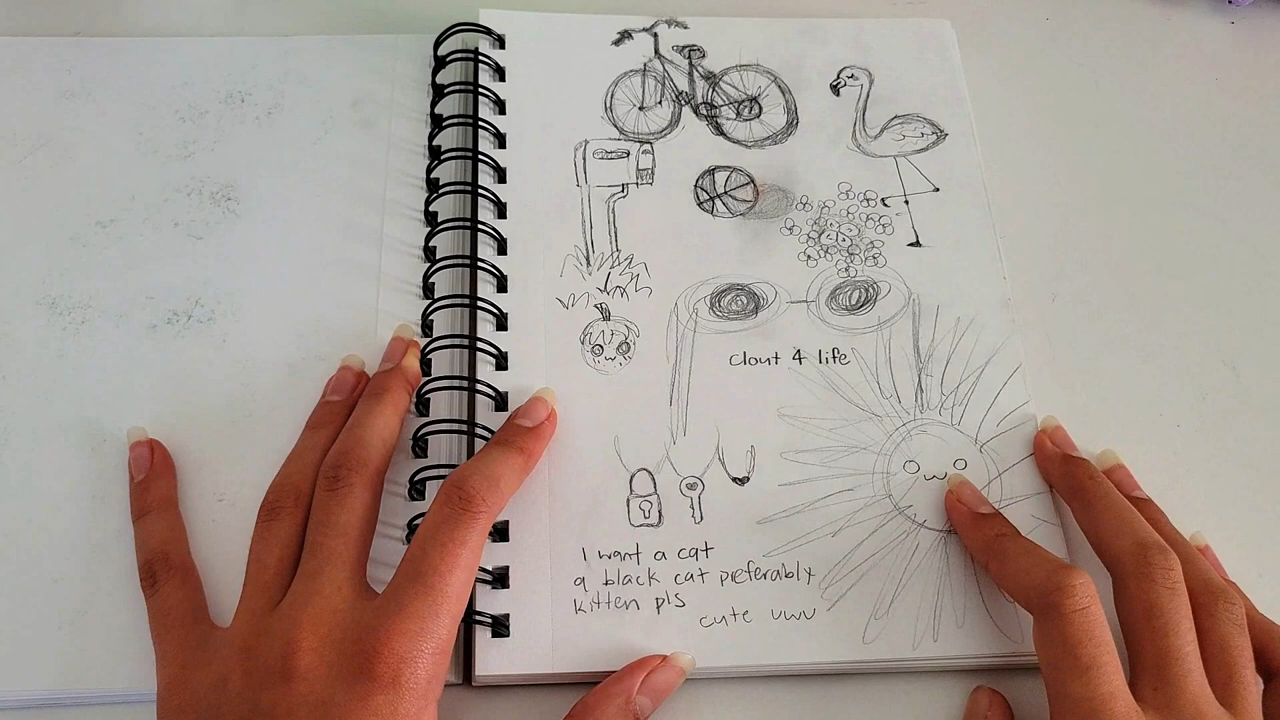 clout 4 life
I want a cat
a black cat preferably
kitten pls
cute uwu